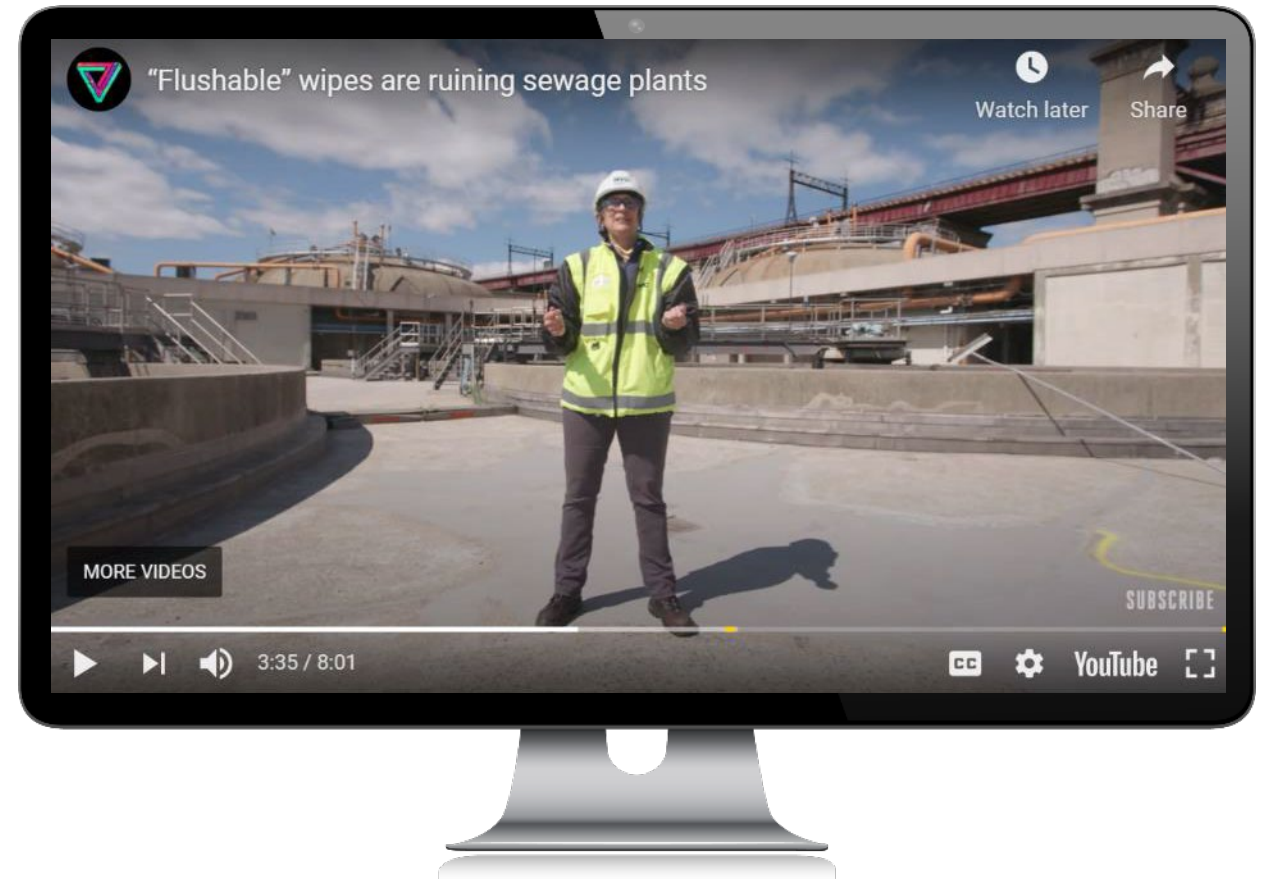 “Flushable” wipes are ruining sewage plants
Watch later
Share
MORE VIDEOS
SUBSCRIBE
3:35 / 8:01
CC
YouTube